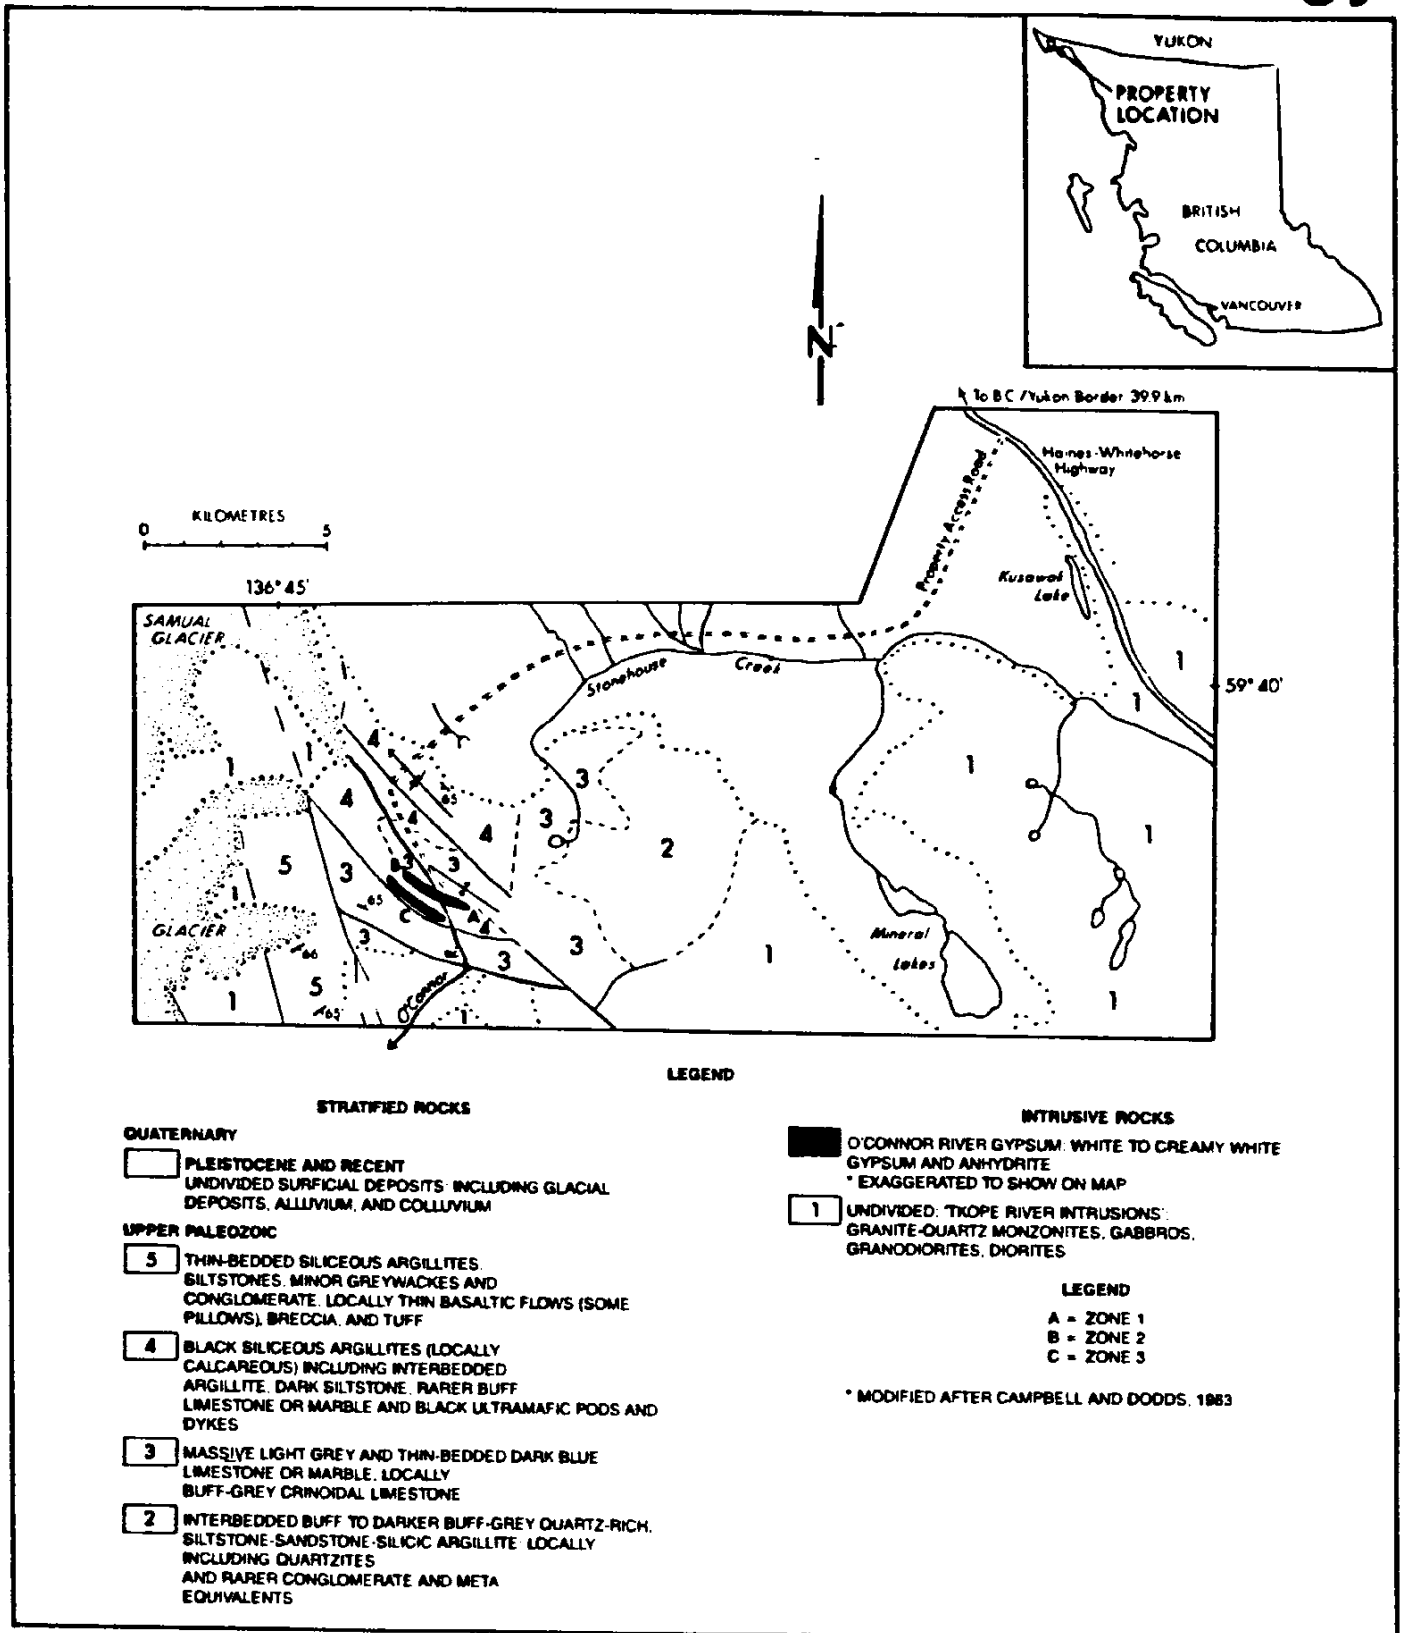 YUKON
PROPERTY
LOCATION
BRITISH
COLUMBIA
VANCOUVER
N
To B.C./Yukon Border 39.9 km
Haines-Whitehorse
Highway
Property Access Road
KILOMETRES
0 5
136° 45'
Kusawak
Lake
SAMUAL
GLACIER
Stonehouse Creek
59° 40'
1
1
4
1
1
3
1
65
4
4
3
4
2
1
5
3
B
3
3
1
65
C
A
4
GLACIER
3
3
Mineral
Lakes
66
3
1
5
1
1
65
O'Connor R
1
LEGEND
STRATIFIED ROCKS
QUATERNARY
PLEISTOCENE AND RECENT
UNDIVIDED SURFICIAL DEPOSITS: INCLUDING GLACIAL
DEPOSITS, ALLUVIUM, AND COLLUVIUM
UPPER PALEOZOIC
5 THIN-BEDDED SILICEOUS ARGILLITES,
SILTSTONES, MINOR GREYWACKES AND
CONGLOMERATE, LOCALLY THIN BASALTIC FLOWS (SOME
PILLOWS), BRECCIA, AND TUFF
4 BLACK SILICEOUS ARGILLITES (LOCALLY
CALCAREOUS) INCLUDING INTERBEDDED
ARGILLITE, DARK SILTSTONE, RARER BUFF
LIMESTONE OR MARBLE AND BLACK ULTRAMAFIC PODS AND
DYKES
3 MASSIVE LIGHT GREY AND THIN-BEDDED DARK BLUE
LIMESTONE OR MARBLE, LOCALLY
BUFF-GREY CRINOIDAL LIMESTONE
2 INTERBEDDED BUFF TO DARKER BUFF-GREY QUARTZ-RICH,
SILTSTONE-SANDSTONE-SILICIC ARGILLITE: LOCALLY
INCLUDING QUARTZITES
AND RARER CONGLOMERATE AND META
EQUIVALENTS
INTRUSIVE ROCKS
O'CONNOR RIVER GYPSUM: WHITE TO CREAMY WHITE
GYPSUM AND ANHYDRITE
* EXAGGERATED TO SHOW ON MAP
1 UNDIVIDED: 'TKOPE RIVER INTRUSIONS':
GRANITE-QUARTZ MONZONITES, GABBROS,
GRANODIORITES, DIORITES
LEGEND
A = ZONE 1
B = ZONE 2
C = ZONE 3
* MODIFIED AFTER CAMPBELL AND DODDS, 1983